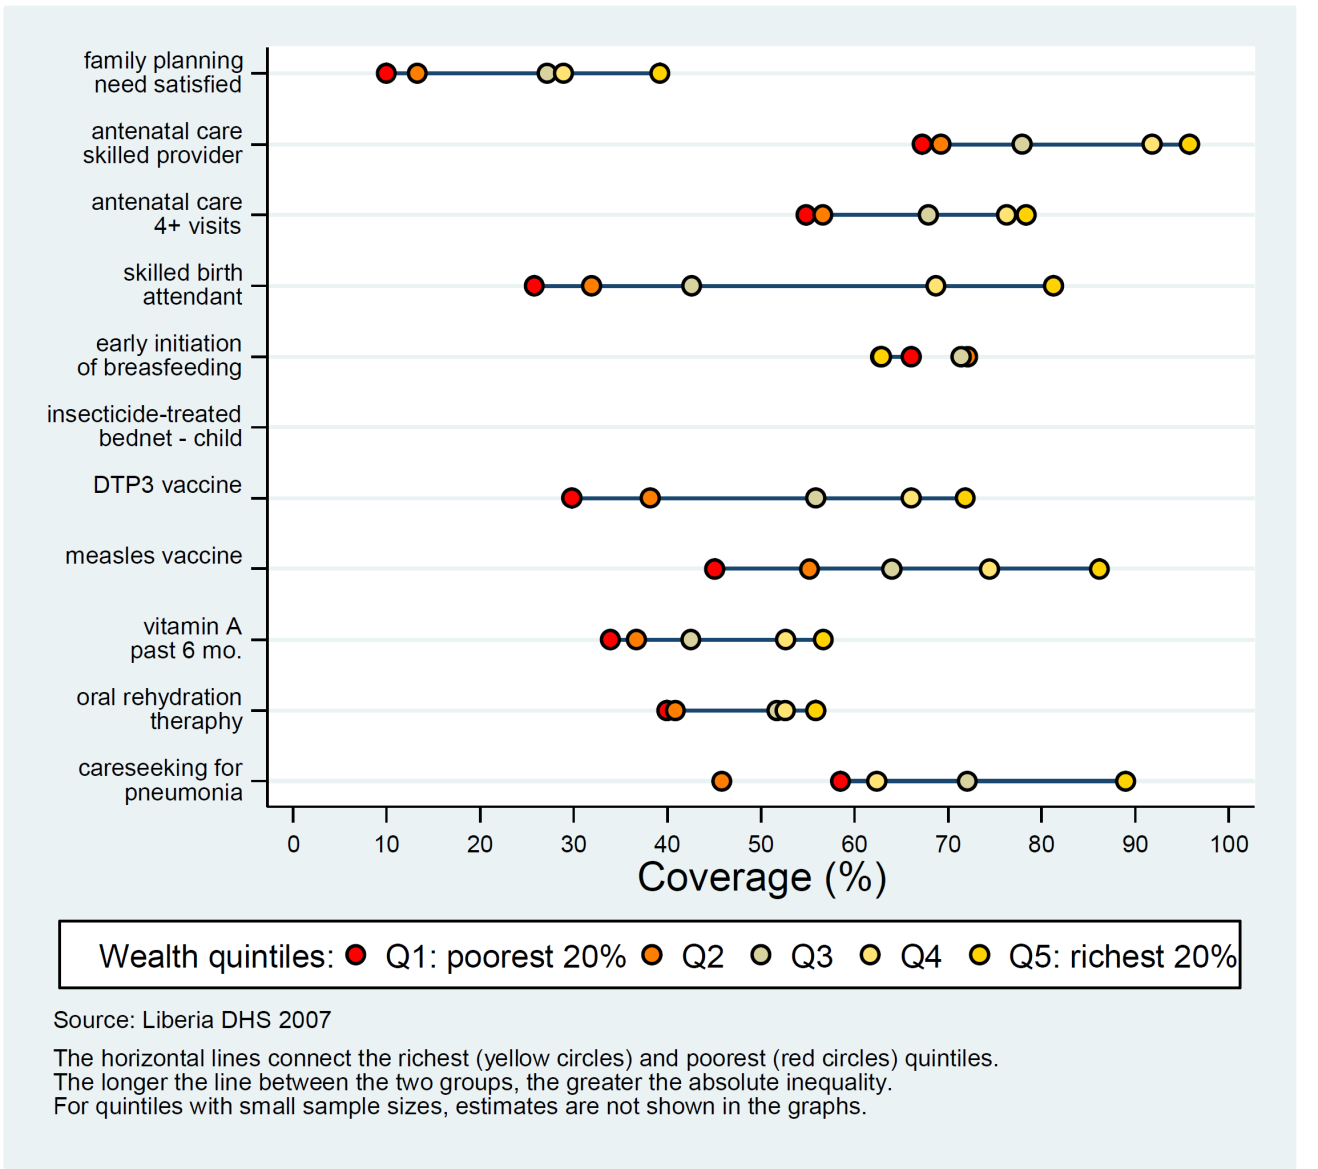 family planning
need satisfied
antenatal care
skilled provider
antenatal care
4+ visits
skilled birth
attendant
early initiation
of breasfeeding
insecticide-treated
bednet - child
DTP3 vaccine
measles vaccine
vitamin A
past 6 mo.
oral rehydration
theraphy
careseeking for
pneumonia
0 10 20 30 40 50 60 70 80 90 100
Coverage (%)
Wealth quintiles: Q1: poorest 20% Q2 Q3 Q4 Q5: richest 20%
Source: Liberia DHS 2007
The horizontal lines connect the richest (yellow circles) and poorest (red circles) quintiles.
The longer the line between the two groups, the greater the absolute inequality.
For quintiles with small sample sizes, estimates are not shown in the graphs.